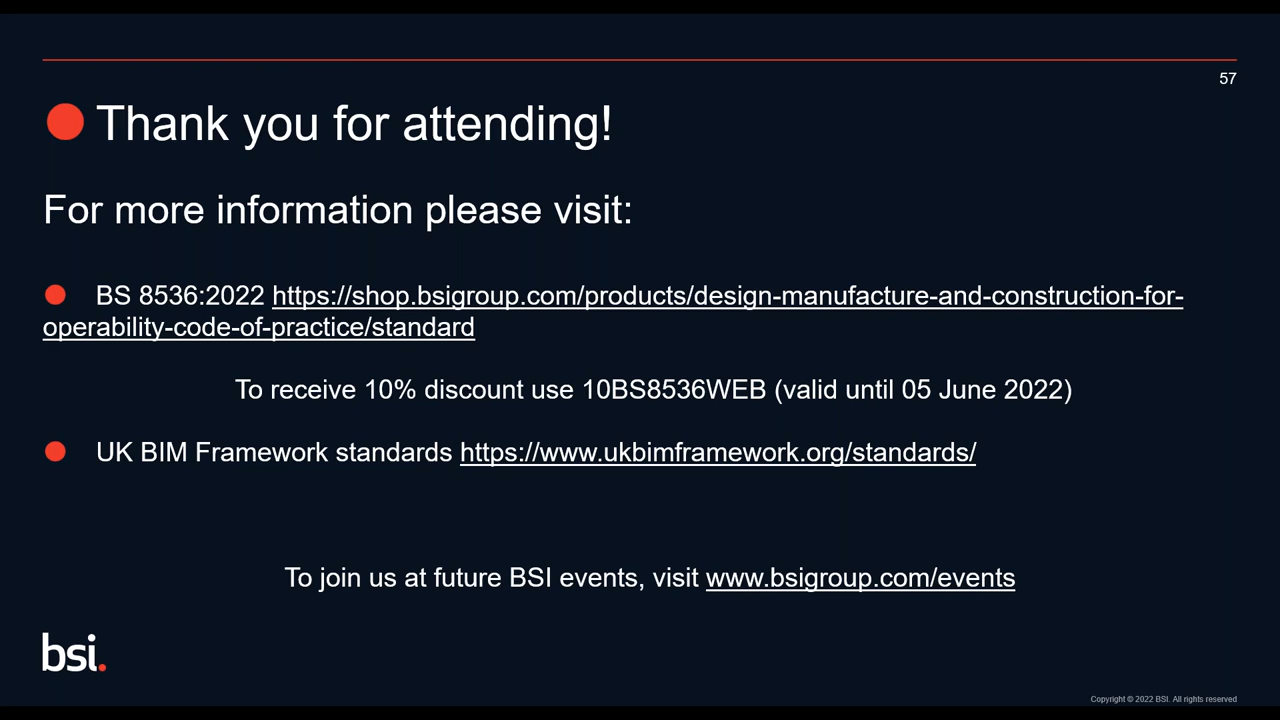 57
Thank you for attending!
For more information please visit:
BS 8536:2022 https://shop.bsigroup.com/products/design-manufacture-and-construction-for-
operability-code-of-practice/standard
To receive 10% discount use 10BS8536WEB (valid until 05 June 2022)
UK BIM Framework standards https://www.ukbimframework.org/standards/
To join us at future BSI events, visit www.bsigroup.com/events
bsi.
Copyright © 2022 BSI. All rights reserved